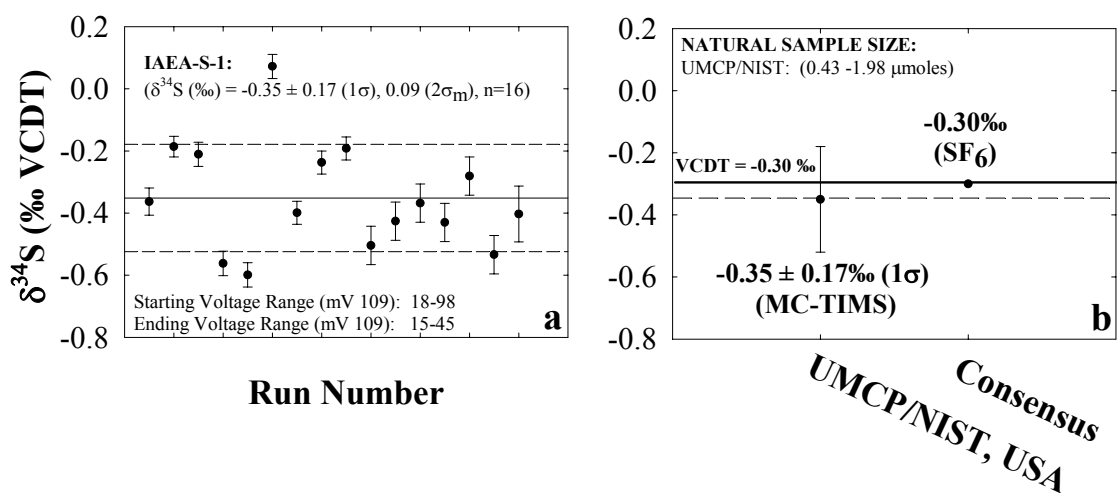 0.2
0.0
-0.2
-0.4
-0.6
-0.8
δ34S (‰ VCDT)
IAEA-S-1:
(δ34S (‰) = -0.35 ± 0.17 (1σ), 0.09 (2σm), n=16)
Starting Voltage Range (mV 109): 18-98
Ending Voltage Range (mV 109): 15-45
a
Run Number
0.2
0.0
-0.2
-0.4
-0.6
-0.8
NATURAL SAMPLE SIZE:
UMCP/NIST: (0.43 -1.98 μmoles)
-0.30‰
(SF6)
VCDT = -0.30 ‰
-0.35 ± 0.17‰ (1σ)
(MC-TIMS)
b
UMCP/NIST, USA
Consensus